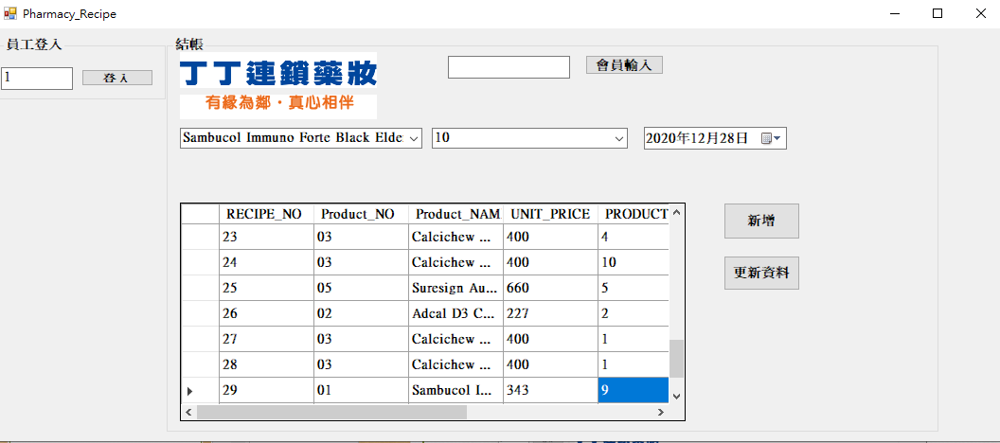 Pharmacy_Recipe
員工登入
1
登入
結帳
丁丁連鎖藥妝
有緣為鄰・真心相伴
會員輸入
Sambucol Immuno Forte Black Elde
10
2020年12月28日
RECIPE_NO Product_NO Product_NAM UNIT_PRICE PRODUCT
23 03 Calcichew ... 400 4
24 03 Calcichew ... 400 10
25 05 Suresign Au... 660 5
26 02 Adcal D3 C... 227 2
27 03 Calcichew ... 400 1
28 03 Calcichew ... 400 1
29 01 Sambucol I... 343 9
新增
更新資料